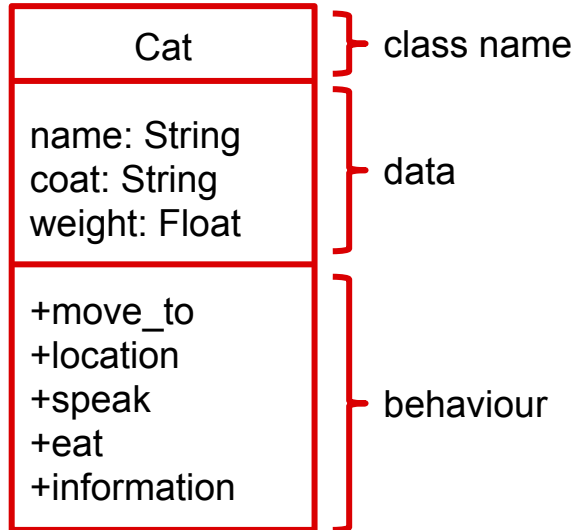 Cat
class name
name: String
coat: String
weight: Float
data
+move_to
+location
+speak
+eat
+information
behaviour